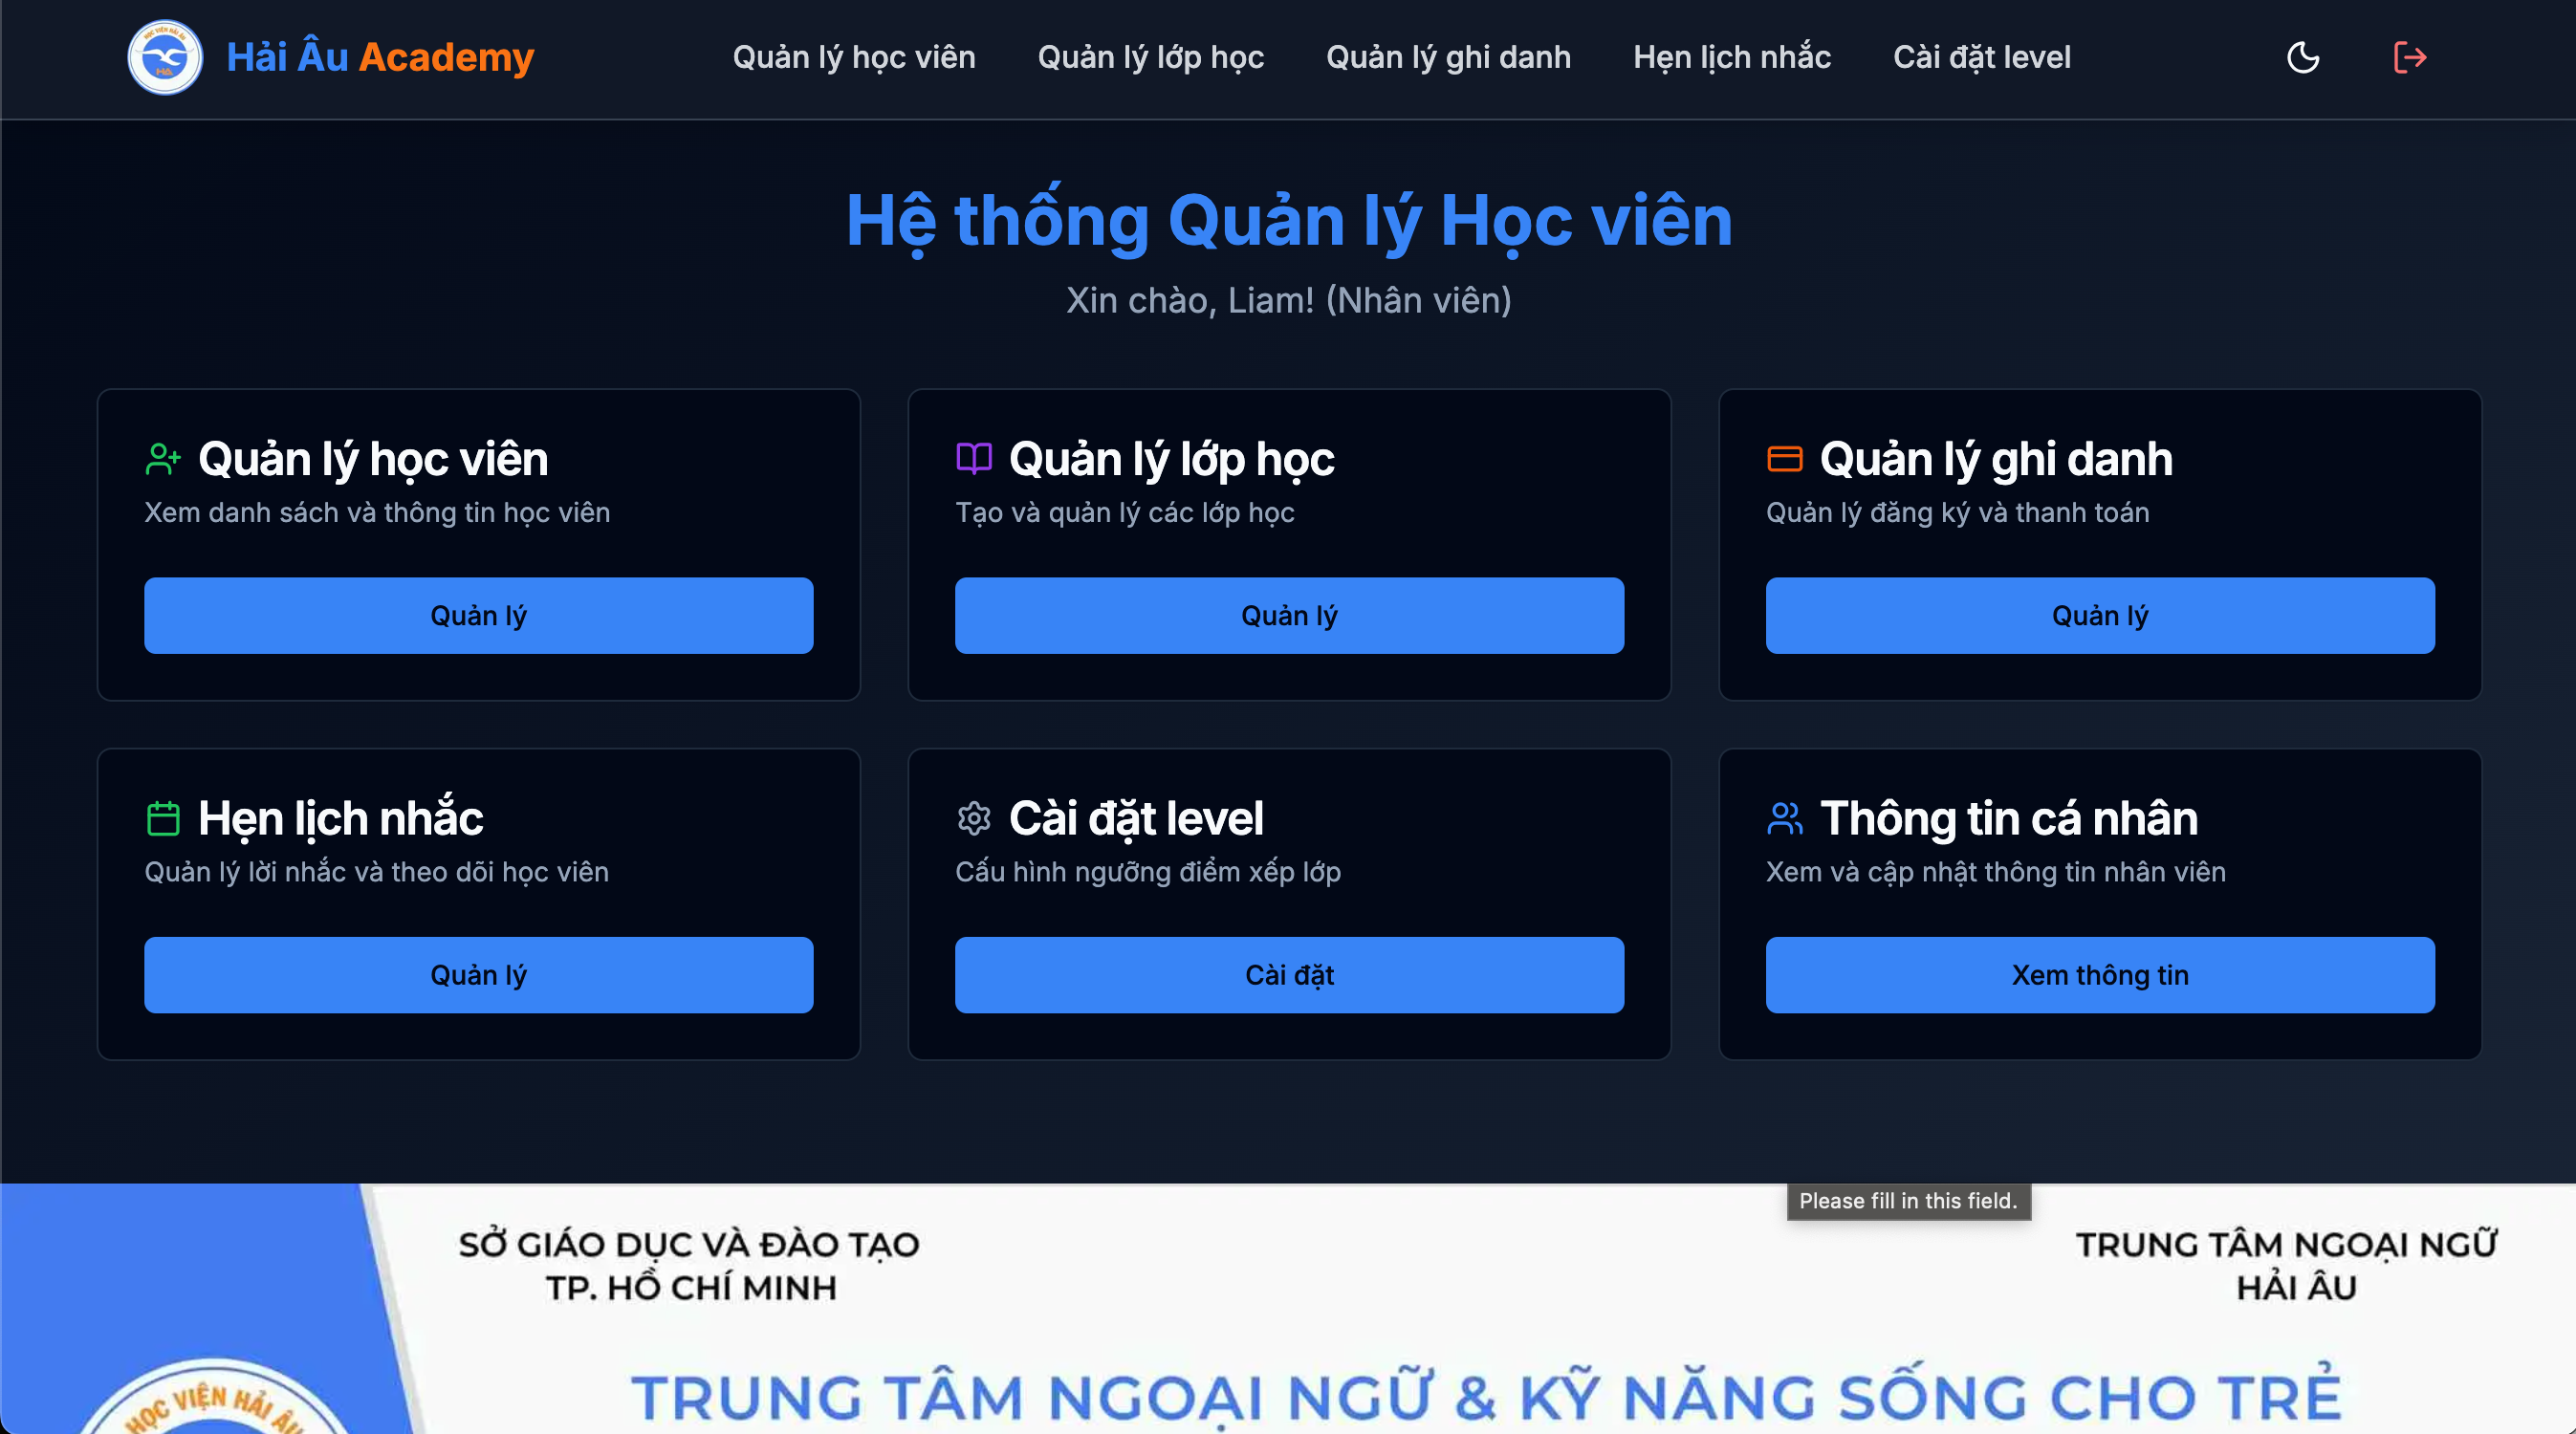 HỌC VIỆN HẢI ÂU
HA
Hải Âu Academy
Quản lý học viên
Quản lý lớp học
Quản lý ghi danh
Hẹn lịch nhắc
Cài đặt level
Hệ thống Quản lý Học viên
Xin chào, Liam! (Nhân viên)
Quản lý học viên
Xem danh sách và thông tin học viên
Quản lý
Quản lý lớp học
Tạo và quản lý các lớp học
Quản lý
Quản lý ghi danh
Quản lý đăng ký và thanh toán
Quản lý
Hẹn lịch nhắc
Quản lý lời nhắc và theo dõi học viên
Quản lý
Cài đặt level
Cấu hình ngưỡng điểm xếp lớp
Cài đặt
Thông tin cá nhân
Xem và cập nhật thông tin nhân viên
Xem thông tin
Please fill in this field.
SỞ GIÁO DỤC VÀ ĐÀO TẠO
TP. HỒ CHÍ MINH
TRUNG TÂM NGOẠI NGỮ
HẢI ÂU
TRUNG TÂM NGOẠI NGỮ & KỸ NĂNG SỐNG CHO TRẺ
HỌC VIỆN HẢI ÂU